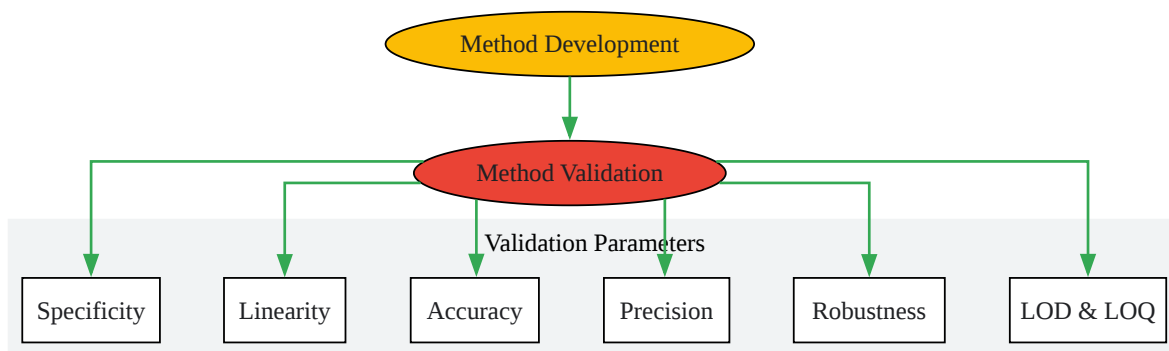 Method Development
Method Validation
Validation Parameters
Specificity
Linearity
Accuracy
Precision
Robustness
LOD & LOQ